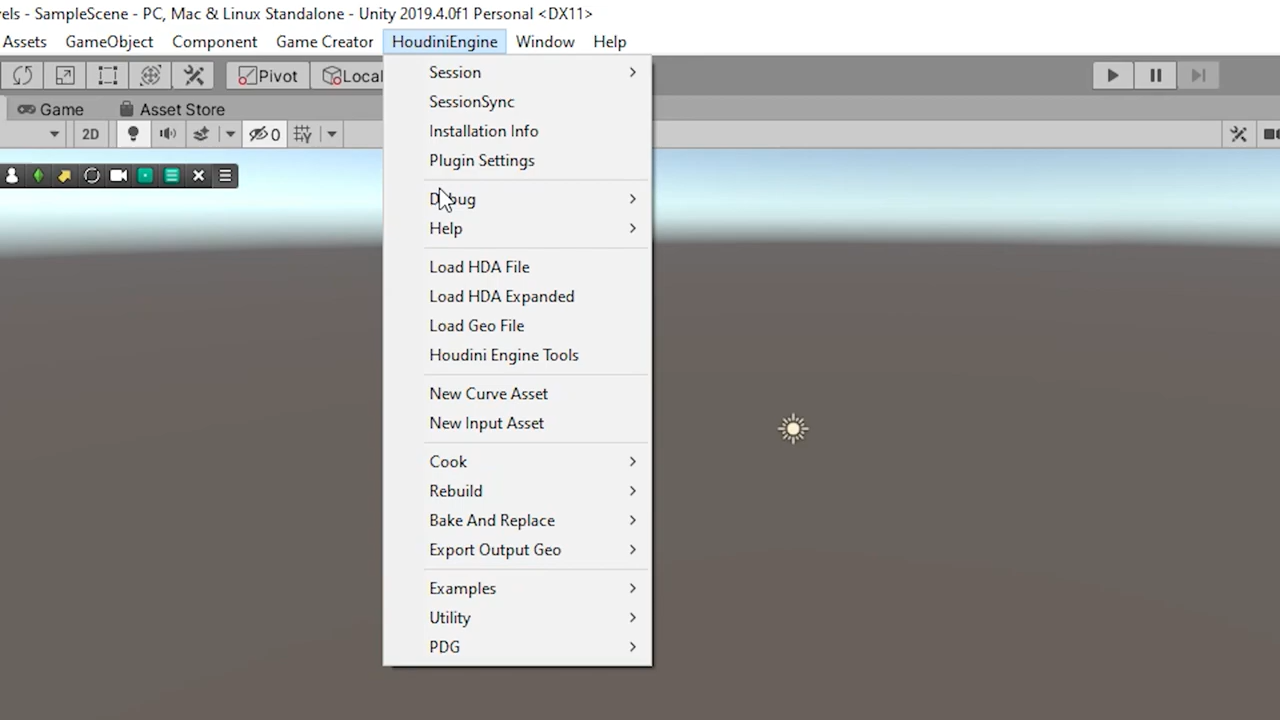 vels - SampleScene - PC, Mac & Linux Standalone - Unity 2019.4.0f1 Personal <DX11>
Assets GameObject Component Game Creator HoudiniEngine Window Help
Pivot Local
Game Asset Store
2D 0
Session
SessionSync
Installation Info
Plugin Settings
Debug
Help
Load HDA File
Load HDA Expanded
Load Geo File
Houdini Engine Tools
New Curve Asset
New Input Asset
Cook
Rebuild
Bake And Replace
Export Output Geo
Examples
Utility
PDG